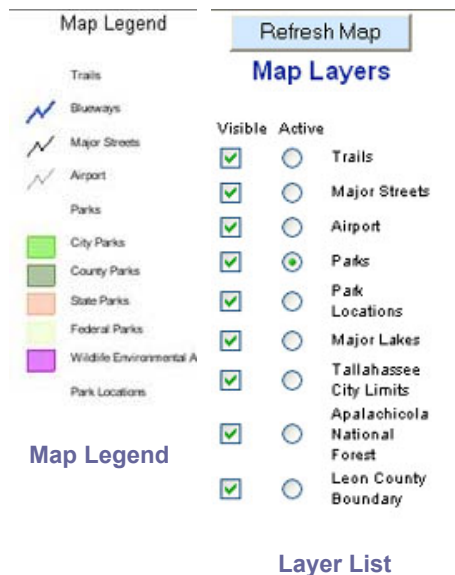 Map Legend
Trails
Blueways
Major Streets
Airport
Parks
City Parks
County Parks
State Parks
Federal Parks
Wildlife Environmental A
Park Locations
Map Legend
Refresh Map
Map Layers
Visible Active
Trails
Major Streets
Airport
Parks
Park
Locations
Major Lakes
Tallahassee
City Limits
Apalachicola
National
Forest
Leon County
Boundary
Layer List